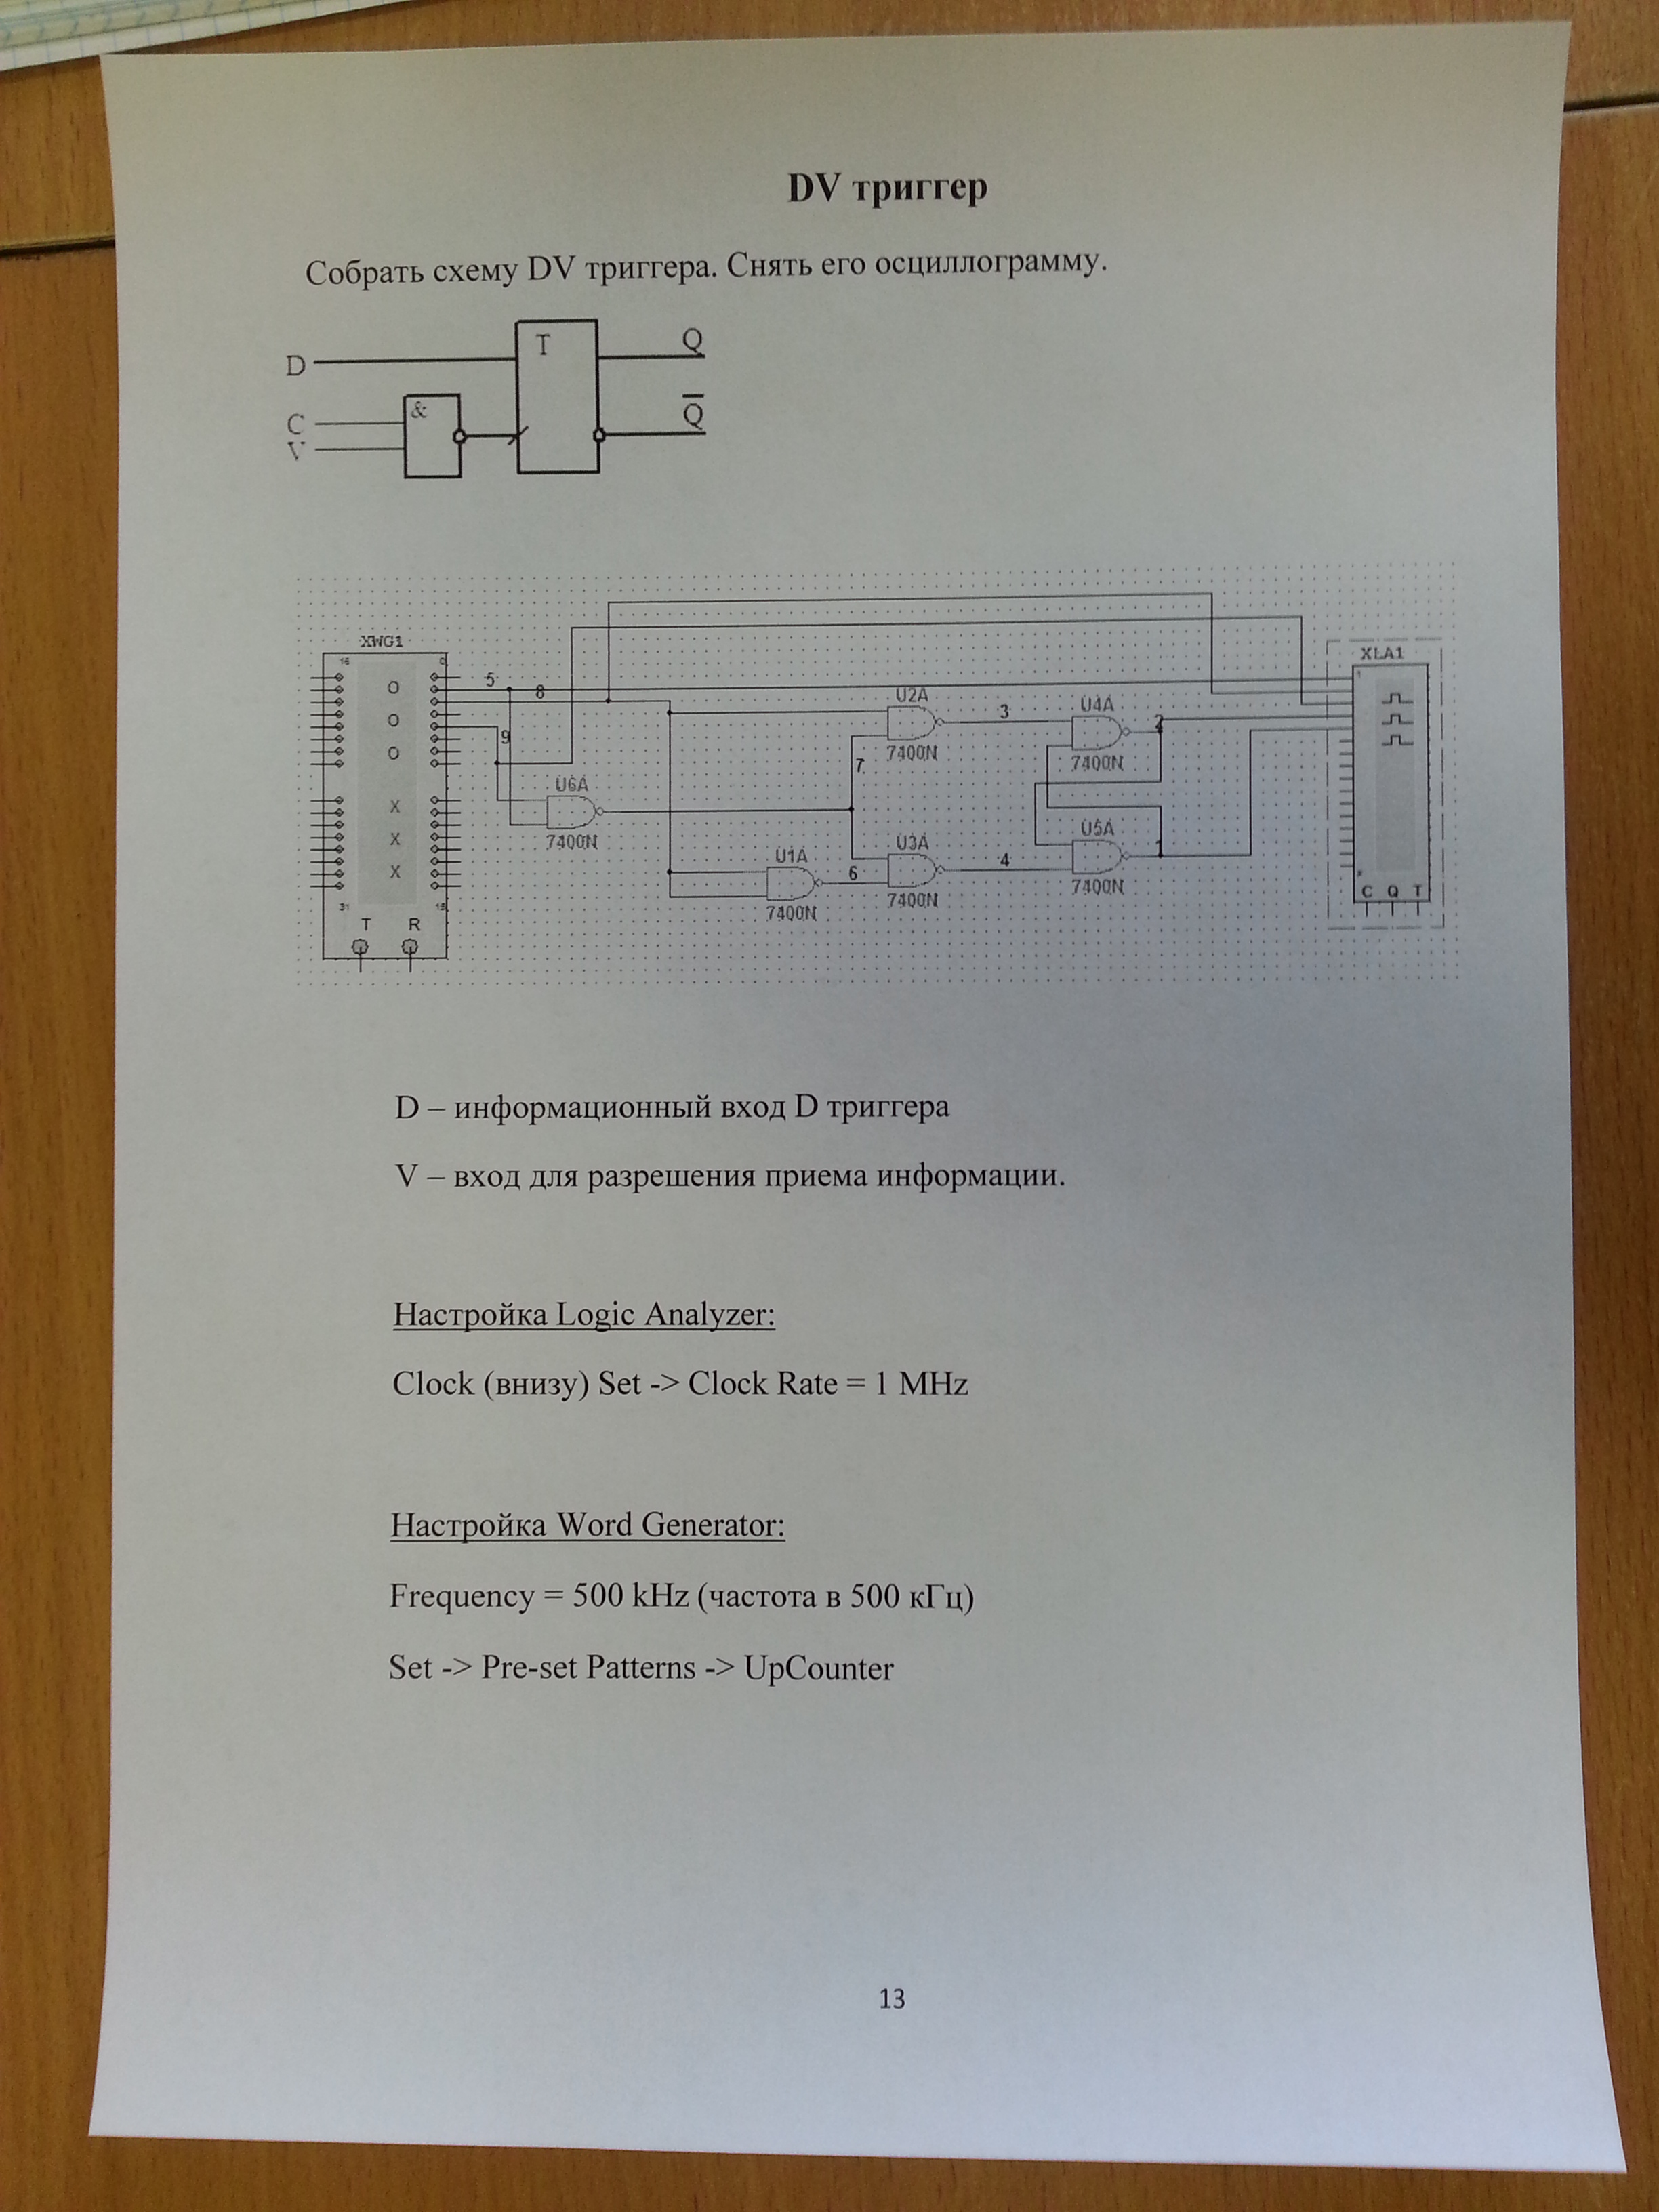 DV триггер
Собрать схему DV триггера. Снять его осциллограмму.
D
T
Q
C
&
V
Q
XWG1
16
0
O
O
O
X
X
X
31
15
T
R
5
8
9
U6A
7400N
U1A
7400N
6
7
U2A
7400N
U3A
7400N
3
4
U4A
7400N
U5A
7400N
2
1
XLA1
1
C Q T
D – информационный вход D триггера
V – вход для разрешения приема информации.
Настройка Logic Analyzer:
Clock (внизу) Set -> Clock Rate = 1 MHz
Настройка Word Generator:
Frequency = 500 kHz (частота в 500 кГц)
Set -> Pre-set Patterns -> UpCounter
13